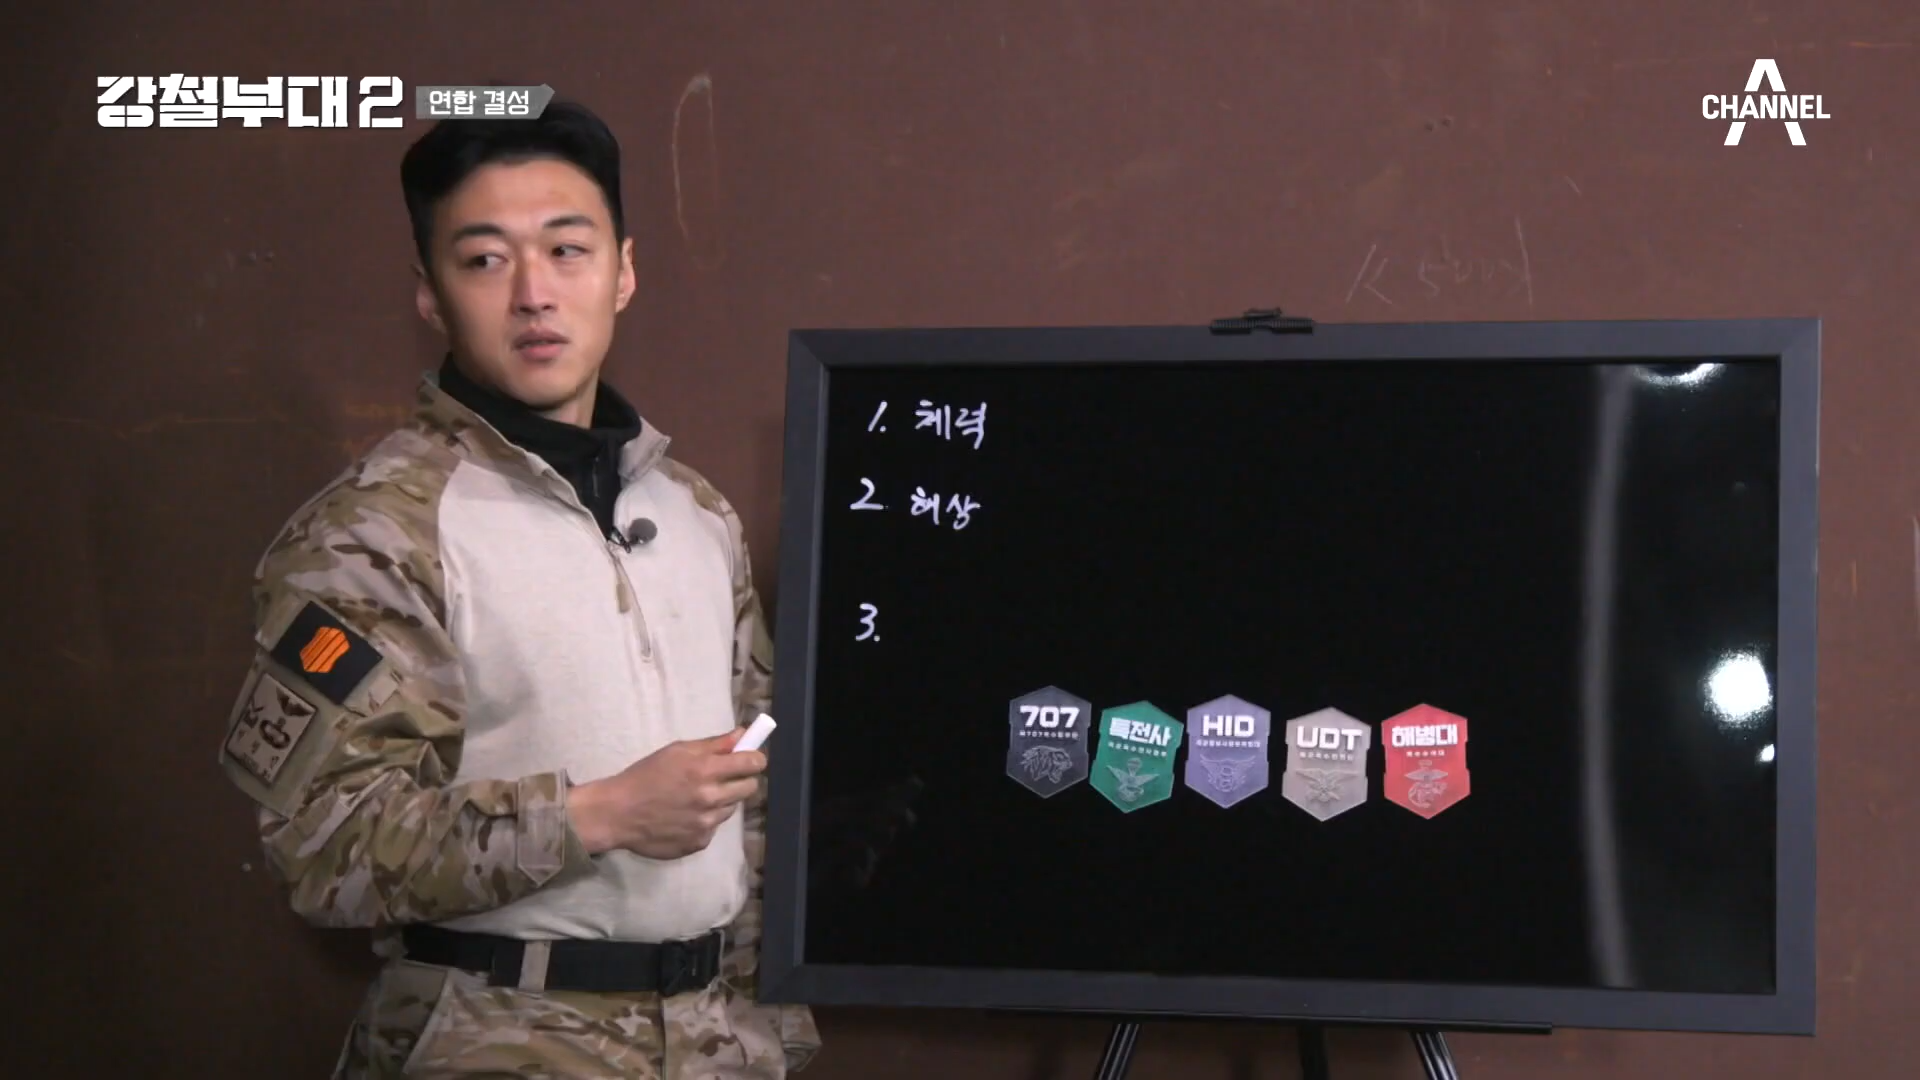 강철부대2 연합 결성
CHANNEL A
1. 체력
2. 해상
3.
707
특전사
HID
UDT
해병대